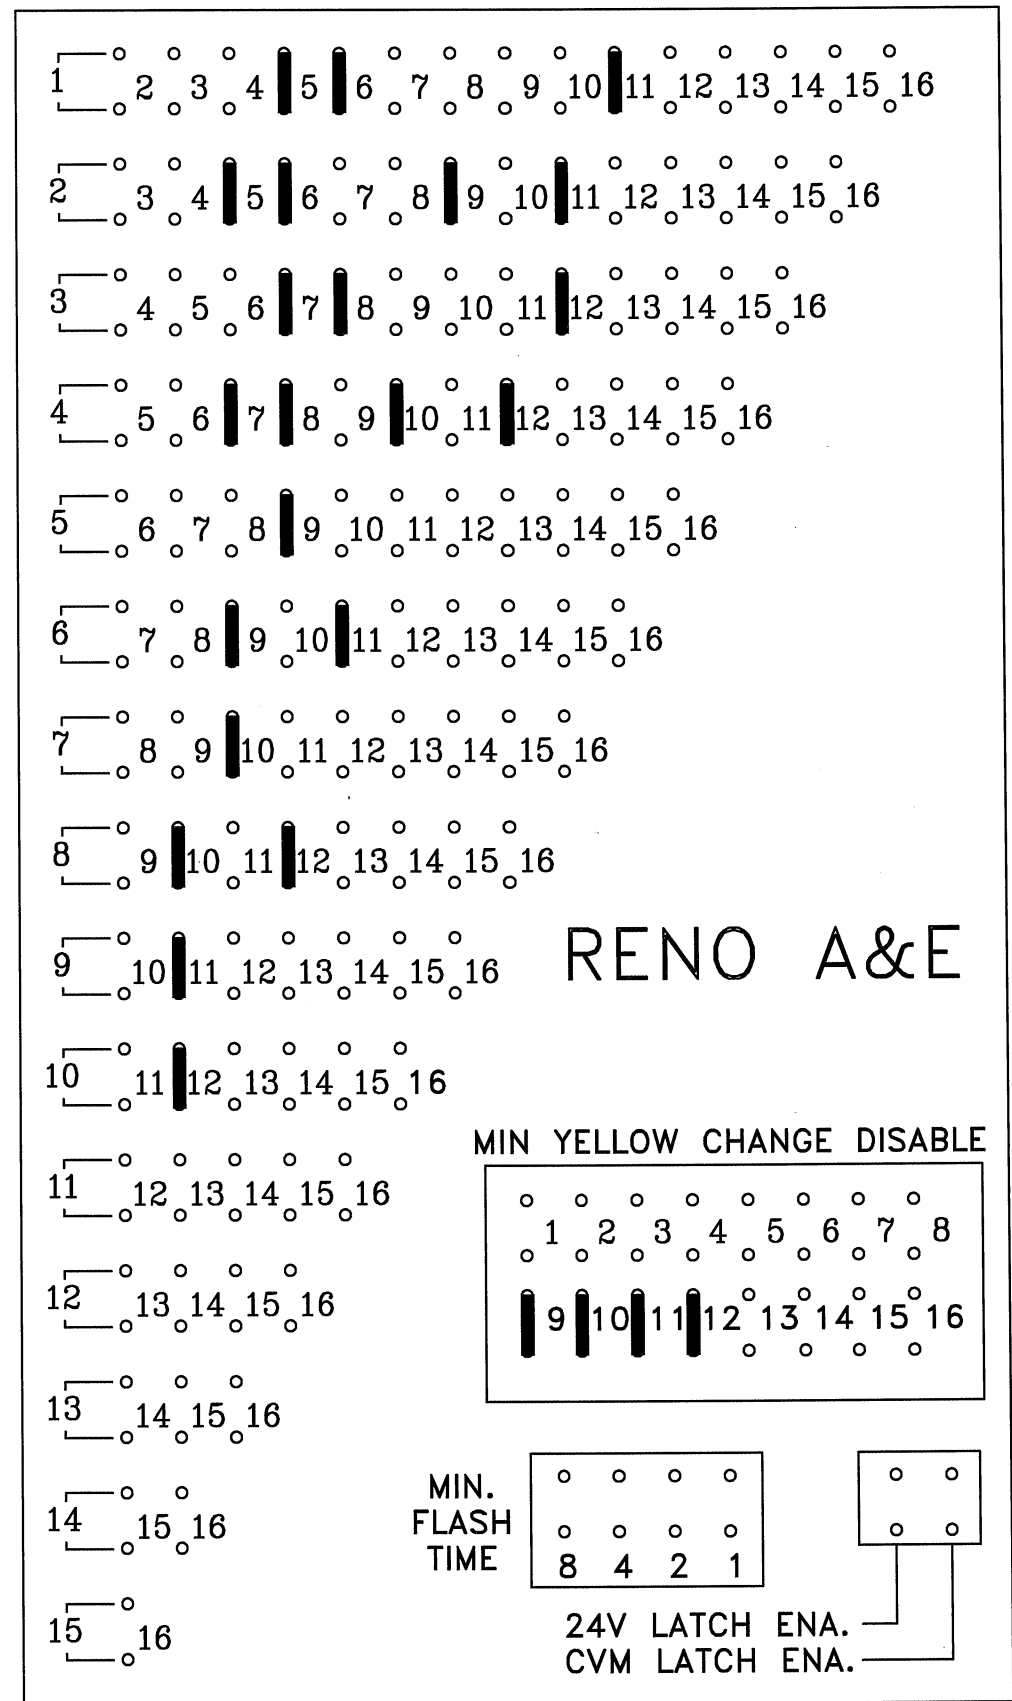 1 2 3 4 5 6 7 8 9 10 11 12 13 14 15 16
2 3 4 5 6 7 8 9 10 11 12 13 14 15 16
3 4 5 6 7 8 9 10 11 12 13 14 15 16
4 5 6 7 8 9 10 11 12 13 14 15 16
5 6 7 8 9 10 11 12 13 14 15 16
6 7 8 9 10 11 12 13 14 15 16
7 8 9 10 11 12 13 14 15 16
8 9 10 11 12 13 14 15 16
9 10 11 12 13 14 15 16
RENO A&E
10 11 12 13 14 15 16
MIN YELLOW CHANGE DISABLE
11 12 13 14 15 16
1 2 3 4 5 6 7 8
12 13 14 15 16
9 10 11 12 13 14 15 16
13 14 15 16
14 15 16
MIN.
FLASH
TIME
8 4 2 1
15 16
24V LATCH ENA.
CVM LATCH ENA.